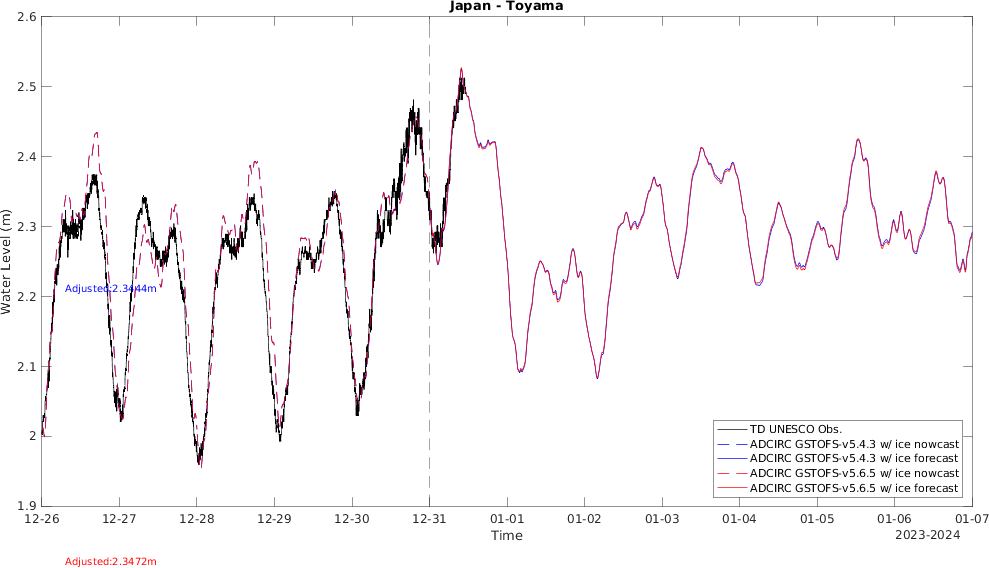 Japan - Toyama
2.6
2.5
2.4
2.3
2.2
2.1
2
1.9
Water Level (m)
Adjusted:2.3444m
TD UNESCO Obs.
ADCIRC GSTOFS-v5.4.3 w/ ice nowcast
ADCIRC GSTOFS-v5.4.3 w/ ice forecast
ADCIRC GSTOFS-v5.6.5 w/ ice nowcast
ADCIRC GSTOFS-v5.6.5 w/ ice forecast
12-26 12-27 12-28 12-29 12-30 12-31 01-01 01-02 01-03 01-04 01-05 01-06 01-07
Time
2023-2024
Adjusted:2.3472m